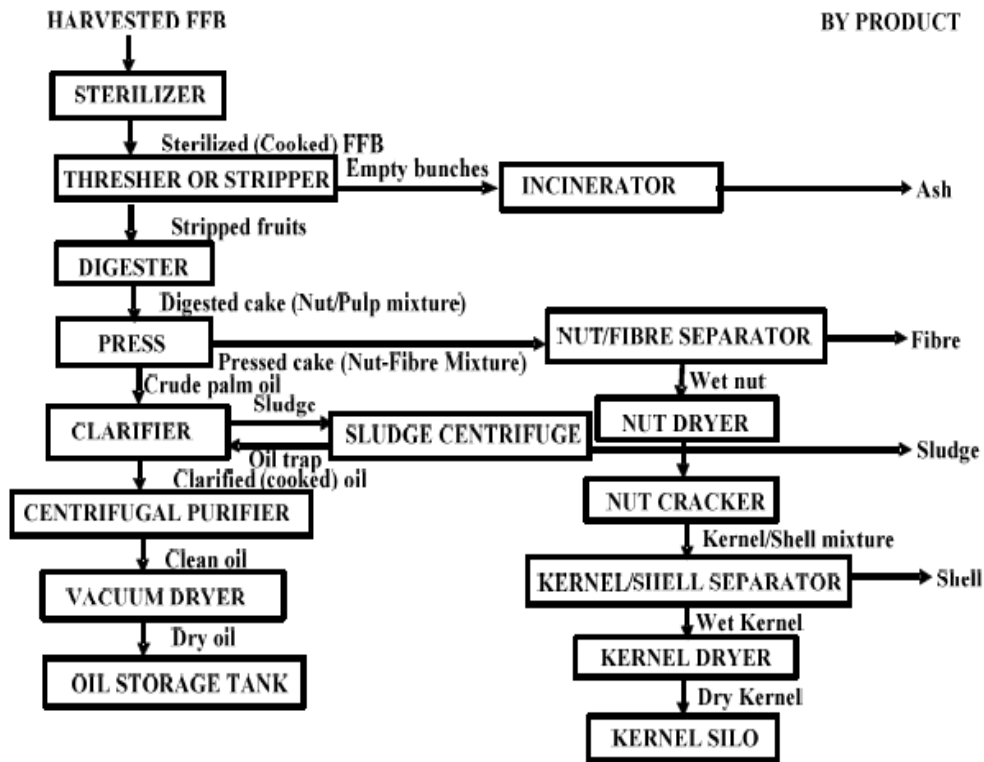 HARVESTED FFB
BY PRODUCT
STERILIZER
Sterilized (Cooked) FFB
THRESHER OR STRIPPER
Empty bunches
INCINERATOR
Ash
Stripped fruits
DIGESTER
Digested cake (Nut/Pulp mixture)
PRESS
Pressed cake (Nut-Fibre Mixture)
NUT/FIBRE SEPARATOR
Fibre
Crude palm oil
Wet nut
CLARIFIER
Sludge
Oil trap
SLUDGE CENTRIFUGE
NUT DRYER
Sludge
Clarified (cooked) oil
CENTRIFUGAL PURIFIER
NUT CRACKER
Clean oil
Kernel/Shell mixture
VACUUM DRYER
KERNEL/SHELL SEPARATOR
Shell
Dry oil
Wet Kernel
OIL STORAGE TANK
KERNEL DRYER
Dry Kernel
KERNEL SILO